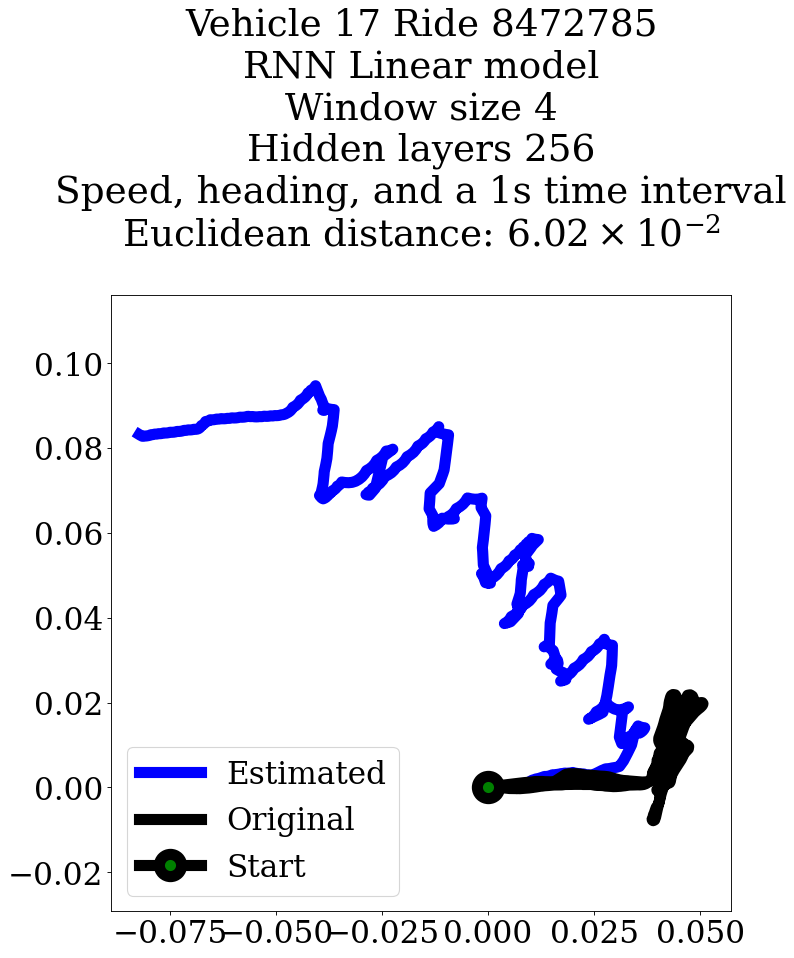 Vehicle 17 Ride 8472785
RNN Linear model
Window size 4
Hidden layers 256
Speed, heading, and a 1s time interval
Euclidean distance: 6.02 × 10⁻²
0.10
0.08
0.06
0.04
0.02
0.00
−0.02
Estimated
Original
Start
−0.075 −0.050 −0.025 0.000 0.025 0.050